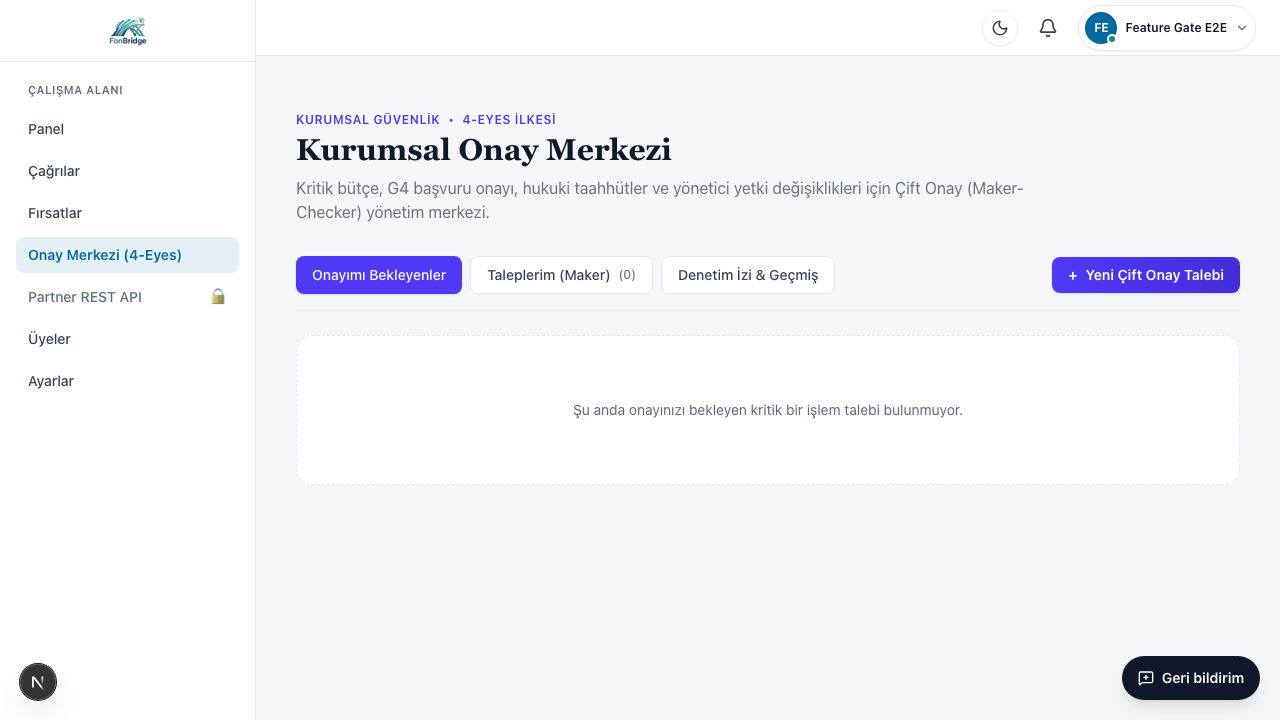 FonBridge
Feature Gate E2E
FE
ÇALIŞMA ALANI
Panel
Çağrılar
Fırsatlar
Onay Merkezi (4-Eyes)
Partner REST API
Üyeler
Ayarlar
KURUMSAL GÜVENLİK • 4-EYES İLKESİ
Kurumsal Onay Merkezi
Kritik bütçe, G4 başvuru onayı, hukuki taahhütler ve yönetici yetki değişiklikleri için Çift Onay (Maker-
Checker) yönetim merkezi.
Onayımı Bekleyenler
Taleplerim (Maker) (0)
Denetim İzi & Geçmiş
+ Yeni Çift Onay Talebi
Şu anda onayınızı bekleyen kritik bir işlem talebi bulunmuyor.
N
Geri bildirim